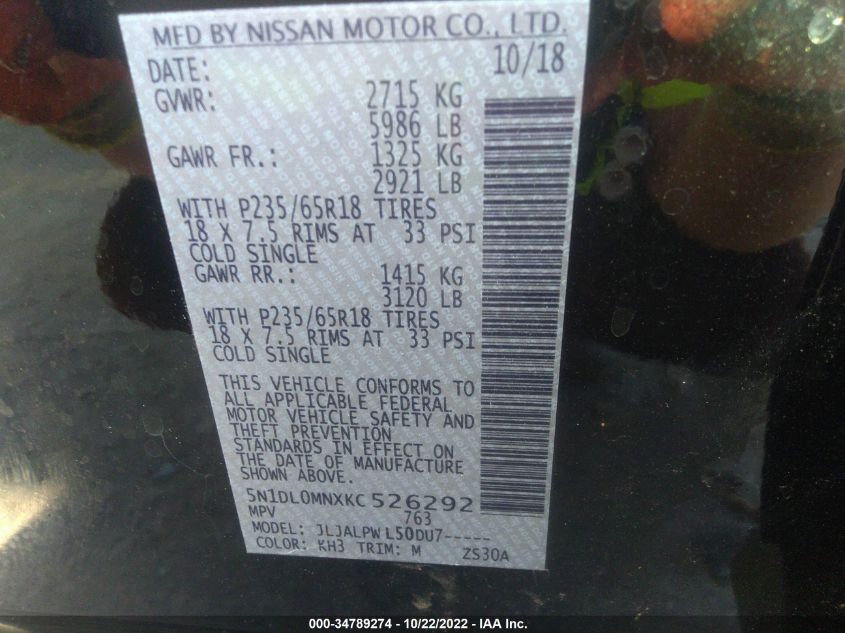 MFD BY NISSAN MOTOR CO., LTD.
DATE: 10/18
GVWR: 2715 KG
5986 LB
GAWR FR.: 1325 KG
2921 LB
WITH P235/65R18 TIRES
18 X 7.5 RIMS AT 33 PSI
COLD SINGLE
GAWR RR.: 1415 KG
3120 LB
WITH P235/65R18 TIRES
18 X 7.5 RIMS AT 33 PSI
COLD SINGLE
THIS VEHICLE CONFORMS TO
ALL APPLICABLE FEDERAL
MOTOR VEHICLE SAFETY AND
THEFT PREVENTION
STANDARDS IN EFFECT ON
THE DATE OF MANUFACTURE
SHOWN ABOVE.
5N1DL0MNXKC526292
MPV 763
MODEL: JLJALPWL50DU7-----
COLOR: KH3 TRIM: M ZS30A
000-34789274 - 10/22/2022 - IAA Inc.